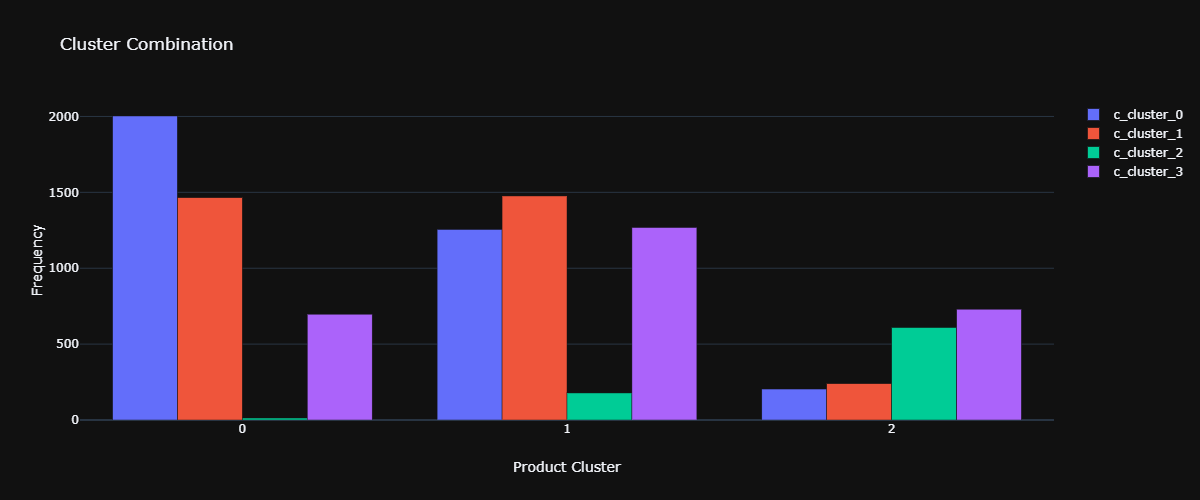 Cluster Combination
2000
1500
1000
500
0
Frequency
0
1
2
Product Cluster
c_cluster_0
c_cluster_1
c_cluster_2
c_cluster_3